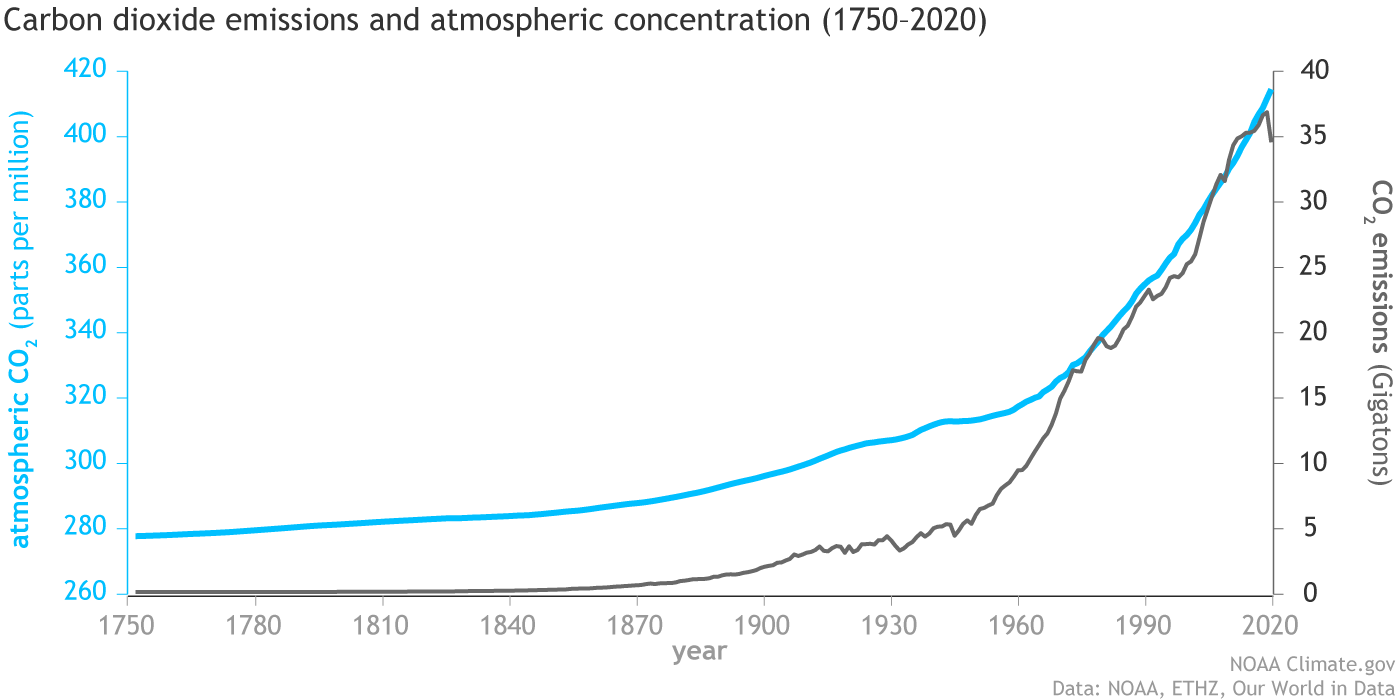 Carbon dioxide emissions and atmospheric concentration (1750-2020)
420
400
380
360
340
320
300
280
260
atmospheric CO2 (parts per million)
40
35
30
25
20
15
10
5
0
CO2 emissions (Gigatons)
1750 1780 1810 1840 1870 1900 1930 1960 1990 2020
year
NOAA Climate.gov
Data: NOAA, ETHZ, Our World in Data